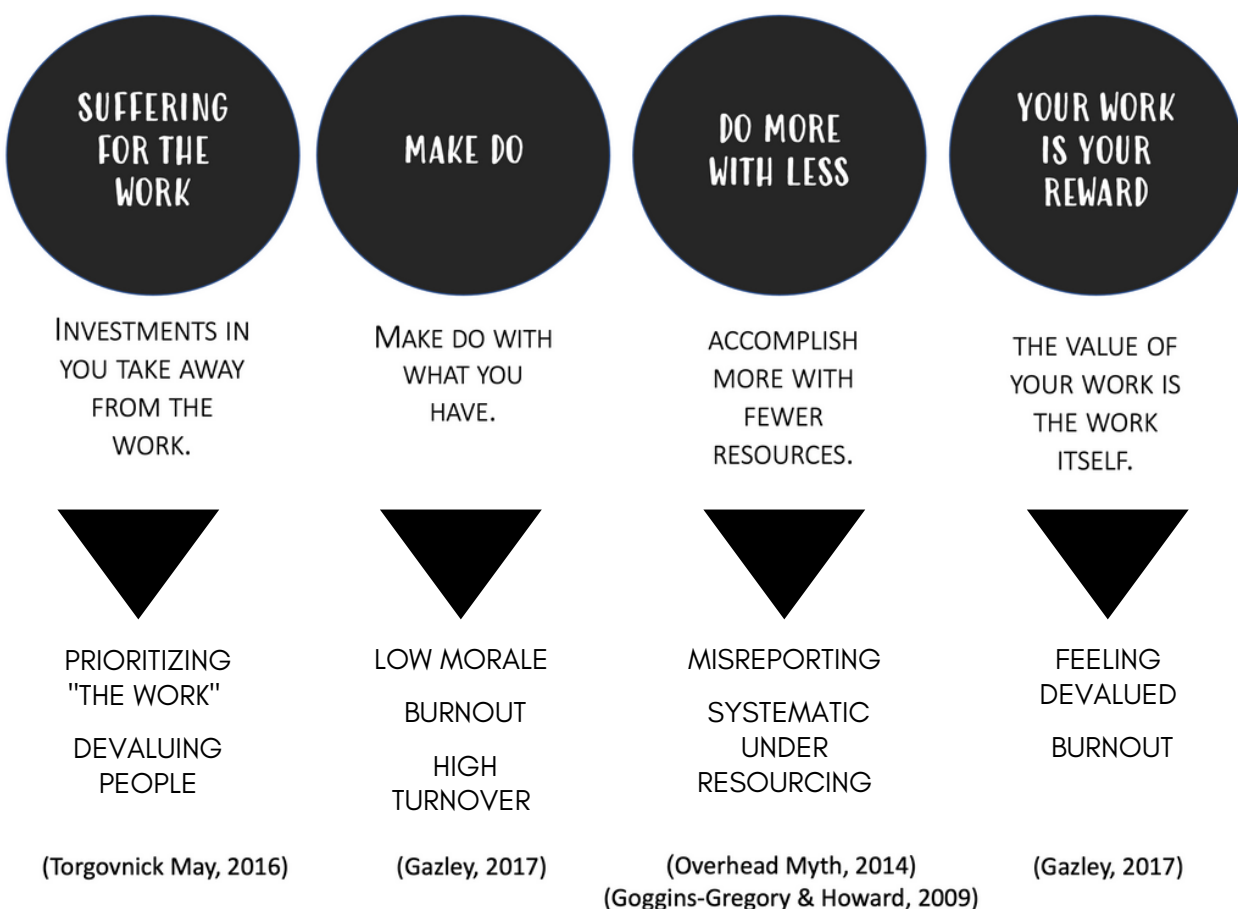 SUFFERING
FOR THE
WORK
INVESTMENTS IN
YOU TAKE AWAY
FROM THE
WORK.
PRIORITIZING
"THE WORK"
DEVALUING
PEOPLE
(Torgovnick May, 2016)
MAKE DO
MAKE DO WITH
WHAT YOU
HAVE.
LOW MORALE
BURNOUT
HIGH
TURNOVER
(Gazley, 2017)
DO MORE
WITH LESS
ACCOMPLISH
MORE WITH
FEWER
RESOURCES.
MISREPORTING
SYSTEMATIC
UNDER
RESOURCING
(Overhead Myth, 2014)
(Goggins-Gregory & Howard, 2009)
YOUR WORK
IS YOUR
REWARD
THE VALUE OF
YOUR WORK IS
THE WORK
ITSELF.
FEELING
DEVALUED
BURNOUT
(Gazley, 2017)